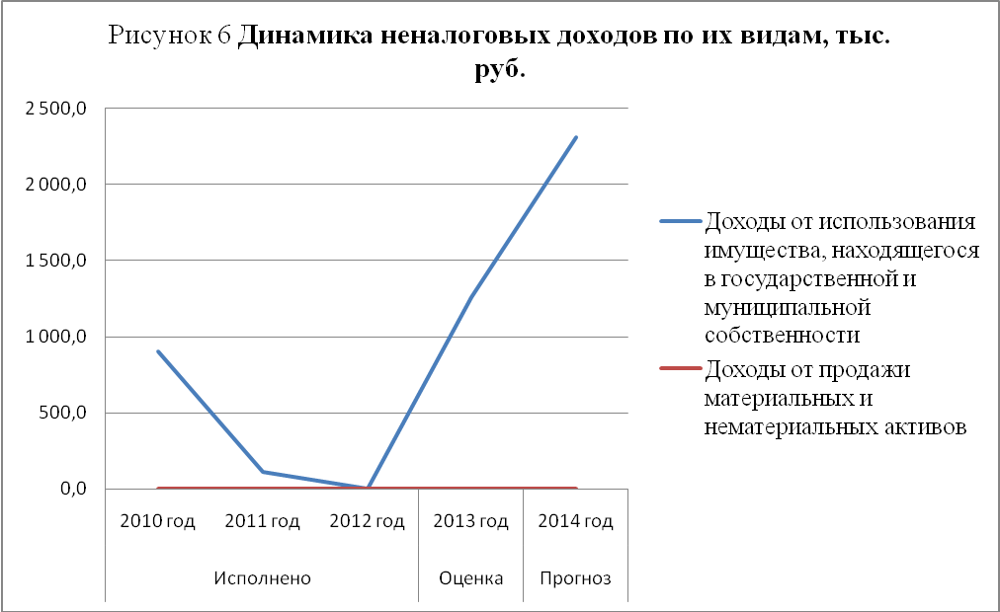 Рисунок 6 Динамика неналоговых доходов по их видам, тыс.
руб.
2 500,0
2 000,0
1 500,0
1 000,0
500,0
0,0
2010 год 2011 год 2012 год 2013 год 2014 год
Исполнено Оценка Прогноз
Доходы от использования
имущества, находящегося
в государственной и
муниципальной
собственности
Доходы от продажи
материальных и
нематериальных активов